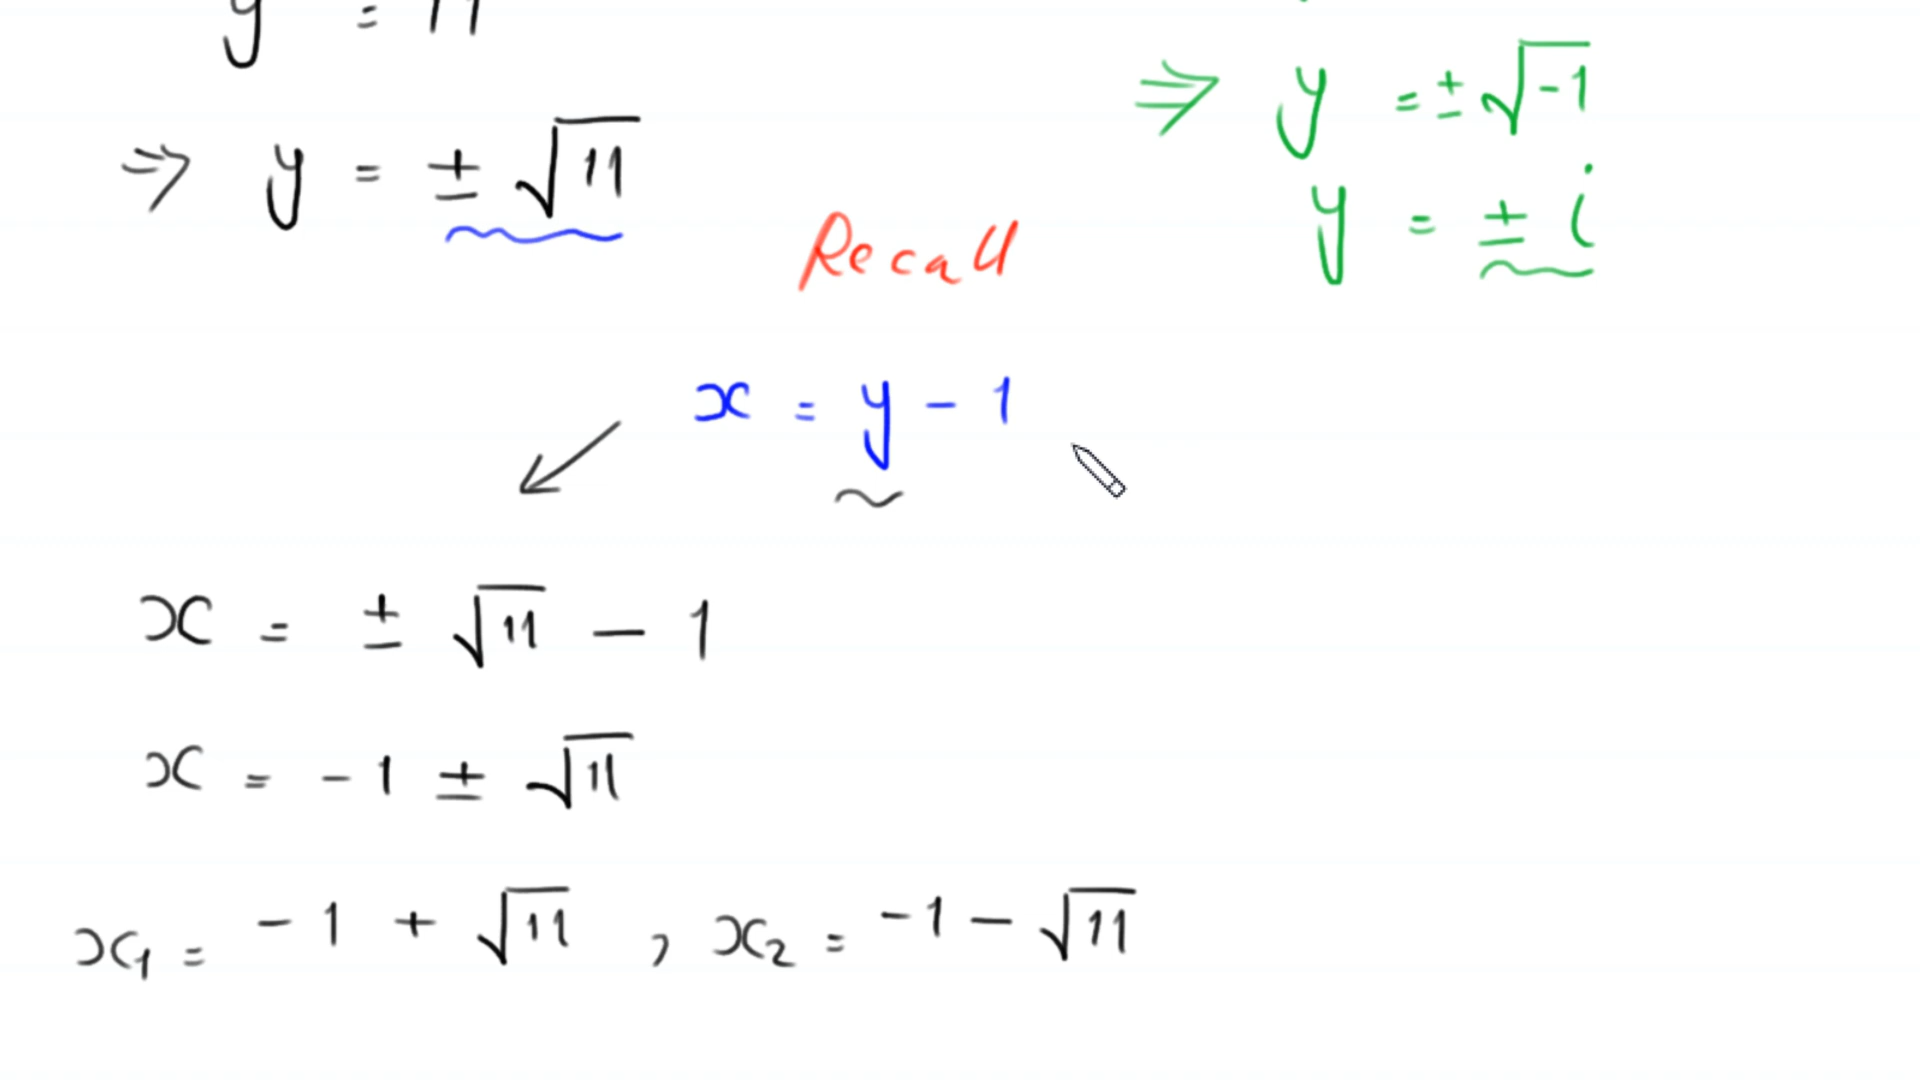 y = 11
⇒ y = ± √11
⇒ y = ± √-1
y = ± i
Recall
x = y - 1
x = ± √11 - 1
x = - 1 ± √11
x₁ = - 1 + √11 , x₂ = - 1 - √11